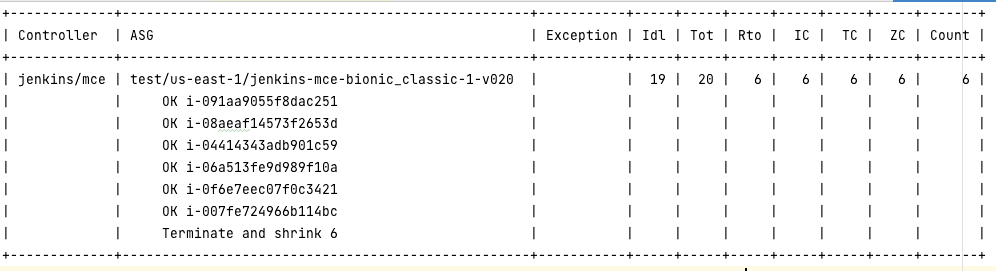 +-------------+---------------------------------------------------+-----------+-----+-----+-----+-----+-----+-----+-------+
| Controller  | ASG                                               | Exception | Idl | Tot | Rto |  IC |  TC |  ZC | Count |
+-------------+---------------------------------------------------+-----------+-----+-----+-----+-----+-----+-----+-------+
| jenkins/mce | test/us-east-1/jenkins-mce-bionic_classic-1-v020  |           |  19 |  20 |   6 |   6 |   6 |   6 |     6 |
|             |     OK i-091aa9055f8dac251                        |           |     |     |     |     |     |     |       |
|             |     OK i-08aeaf14573f2653d                        |           |     |     |     |     |     |     |       |
|             |     OK i-04414343adb901c59                        |           |     |     |     |     |     |     |       |
|             |     OK i-06a513fe9d989f10a                        |           |     |     |     |     |     |     |       |
|             |     OK i-0f6e7eec07f0c3421                        |           |     |     |     |     |     |     |       |
|             |     OK i-007fe724966b114bc                        |           |     |     |     |     |     |     |       |
|             |     Terminate and shrink 6                        |           |     |     |     |     |     |     |       |
+-------------+---------------------------------------------------+-----------+-----+-----+-----+-----+-----+-----+-------+